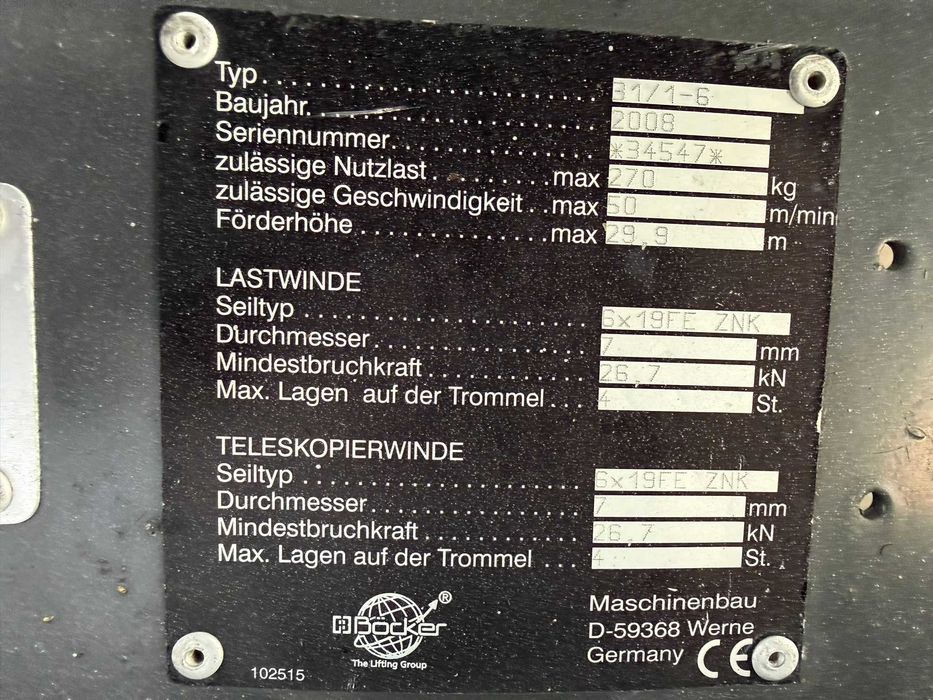 Typ.................... 31/1-6
Baujahr.................... 2008
Seriennummer.................... *34547*
zulässige Nutzlast .......... max 270 kg
zulässige Geschwindigkeit .. max 50 m/min
Förderhöhe.................... max 29,9 m
LASTWINDE
Seiltyp .............................. 6x19FE ZNK
Durchmesser.................... 7 mm
Mindestbruchkraft.................... 26,7 kN
Max. Lagen auf der Trommel ... 4 St.
TELESKOPIERWINDE
Seiltyp .............................. 6x19FE ZNK
Durchmesser.................... 7 mm
Mindestbruchkraft.................... 26,7 kN
Max. Lagen auf der Trommel ... 4 St.
Böcker®
The Lifting Group
Maschinenbau
D-59368 Werne
Germany CE
102515